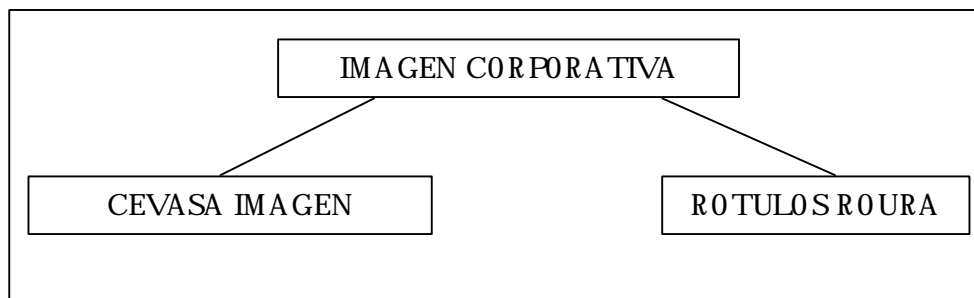 IMAGEN CORPORATIVA
CEVASA IMAGEN
ROTULOS ROURA